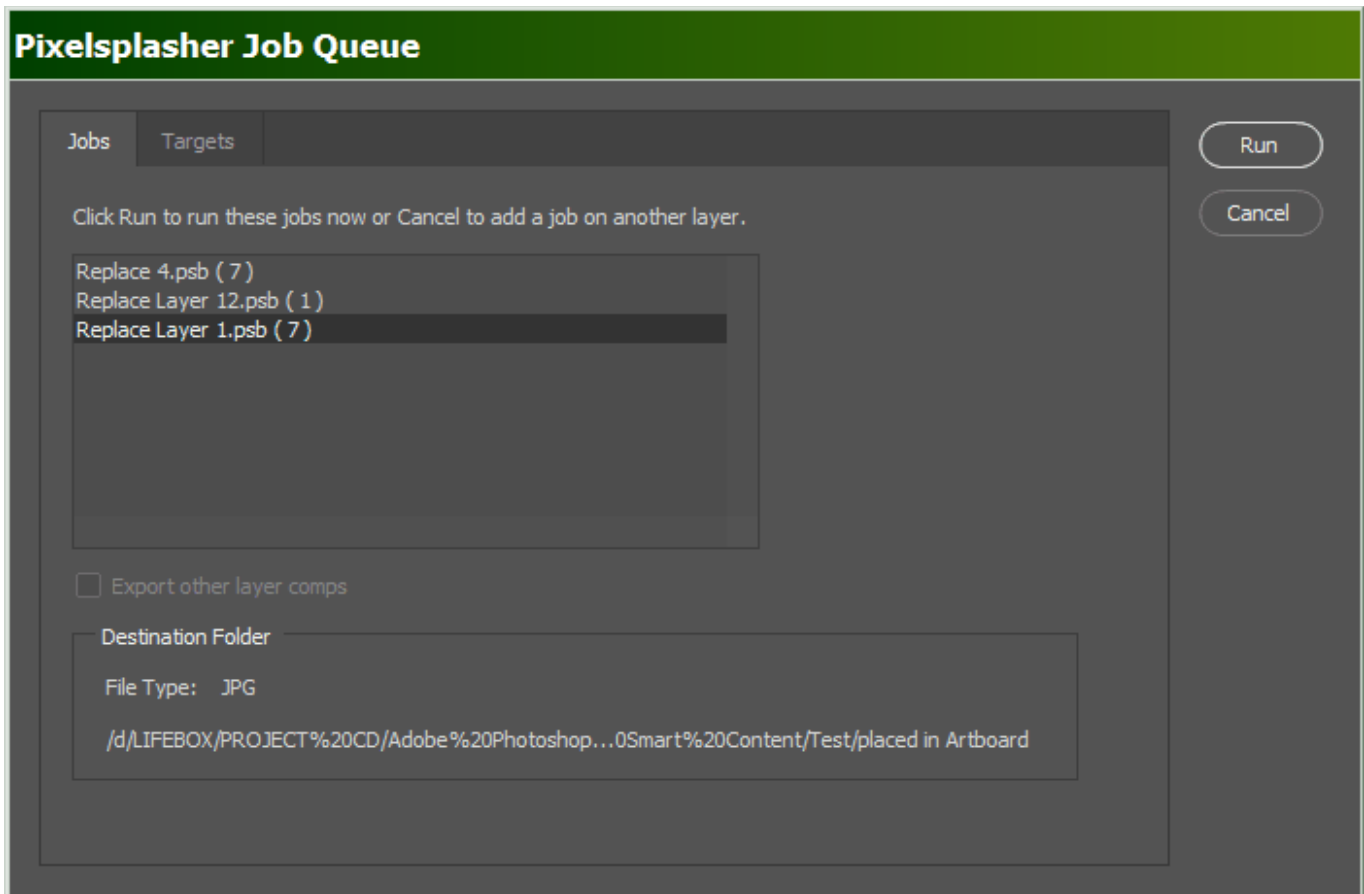 Pixelsplasher Job Queue
Jobs Targets
Run
Cancel
Click Run to run these jobs now or Cancel to add a job on another layer.
Replace 4.psb ( 7 )
Replace Layer 12.psb ( 1 )
Replace Layer 1.psb ( 7 )
Export other layer comps
Destination Folder
File Type: JPG
/d/LIFEBOX/PROJECT%20CD/Adobe%20Photoshop...0Smart%20Content/Test/placed in Artboard